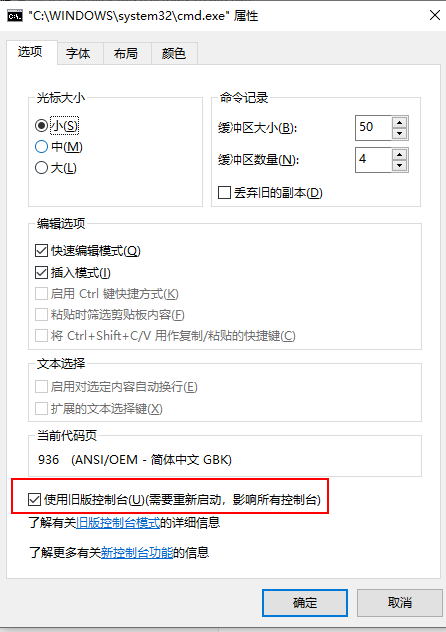 "C:\WINDOWS\system32\cmd.exe" 属性
选项 字体 布局 颜色
光标大小
小(S)
中(M)
大(L)
命令记录
缓冲区大小(B): 50
缓冲区数量(N): 4
丢弃旧的副本(D)
编辑选项
快速编辑模式(Q)
插入模式(I)
启用 Ctrl 键快捷方式(K)
粘贴时筛选剪贴板内容(F)
将 Ctrl+Shift+C/V 用作复制/粘贴的快捷键(C)
文本选择
启用对选定内容自动换行(E)
扩展的文本选择键(X)
当前代码页
936 (ANSI/OEM - 简体中文 GBK)
使用旧版控制台(U)(需要重新启动，影响所有控制台)
了解有关旧版控制台模式的详细信息
了解更多有关新控制台功能的信息
确定 取消